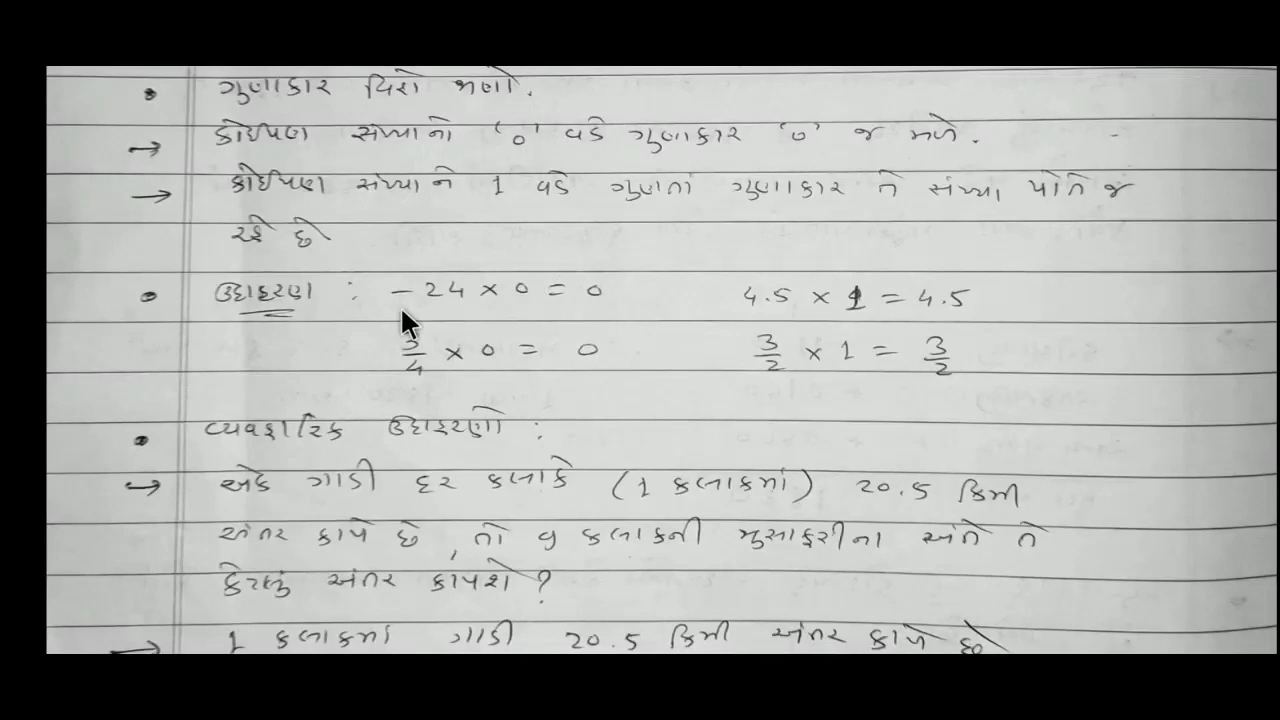 ગુણાકાર વિશે ભણો.
કોઈપણ સંખ્યાનો '0' વડે ગુણાકાર '0' જ મળે.
કોઈપણ સંખ્યાને 1 વડે ગુણતાં ગુણાકાર તે સંખ્યા પોતે જ
રહે છે
ઉદાહરણ : – 24 × 0 = 0 4.5 × 1 = 4.5
3/4 × 0 = 0 3/2 × 1 = 3/2
વ્યવહારિક ઉદાહરણો :
એક ગાડી દર કલાકે (1 કલાકમાં) 20.5 કિમી
અંતર કાપે છે, તો 9 કલાકની મુસાફરીના અંતે તે
કેટલું અંતર કાપશે ?
1 કલાકમાં ગાડી 20.5 કિમી અંતર કાપે છે